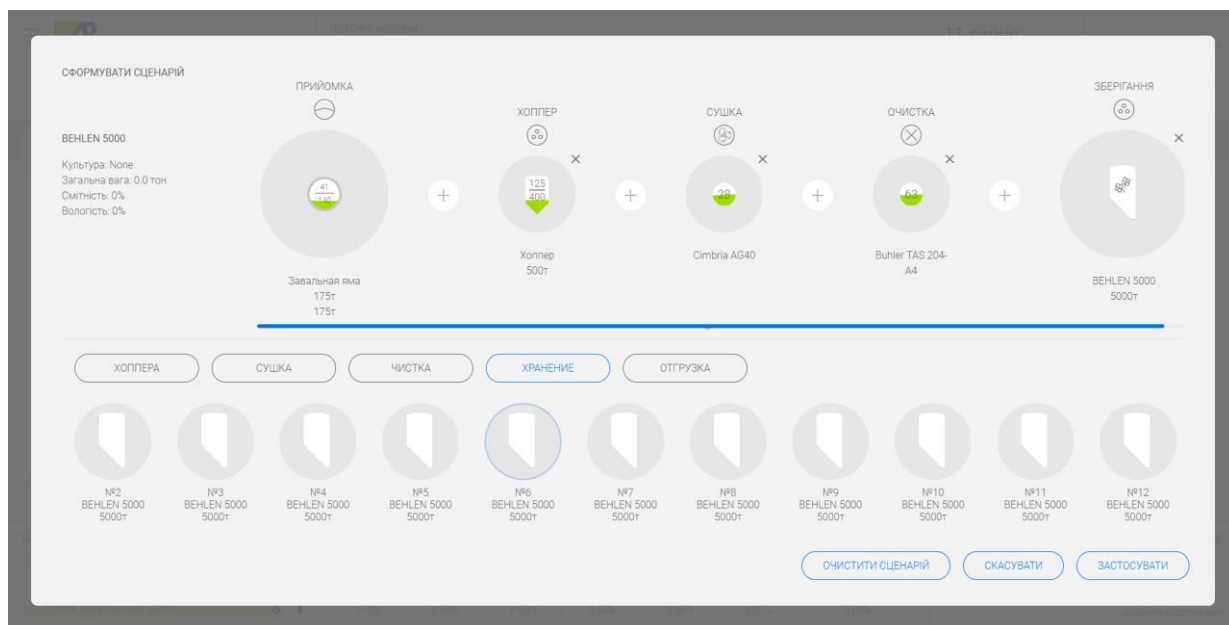 СФОРМУВАТИ СЦЕНАРІЙ
BEHLEN 5000
Культура: None
Загальна вага: 0.0 тон
Смітність: 0%
Вологість: 0%
ПРИЙОМКА
41
Завальная яма
175т
175т
ХОППЕР
125
400
Хоппер
500т
СУШКА
28
Cimbria AG40
ОЧИСТКА
63
Buhler TAS 204-
A4
ЗБЕРІГАННЯ
BEHLEN 5000
5000т
ХОППЕРА СУШКА ЧИСТКА ХРАНЕНИЕ ОТГРУЗКА
№2 №3 №4 №5 №6 №7 №8 №9 №10 №11 №12
BEHLEN 5000 BEHLEN 5000 BEHLEN 5000 BEHLEN 5000 BEHLEN 5000 BEHLEN 5000 BEHLEN 5000 BEHLEN 5000 BEHLEN 5000 BEHLEN 5000 BEHLEN 5000
5000т 5000т 5000т 5000т 5000т 5000т 5000т 5000т 5000т 5000т 5000т
ОЧИСТИТИ СЦЕНАРІЙ СКАСУВАТИ ЗАСТОСУВАТИ